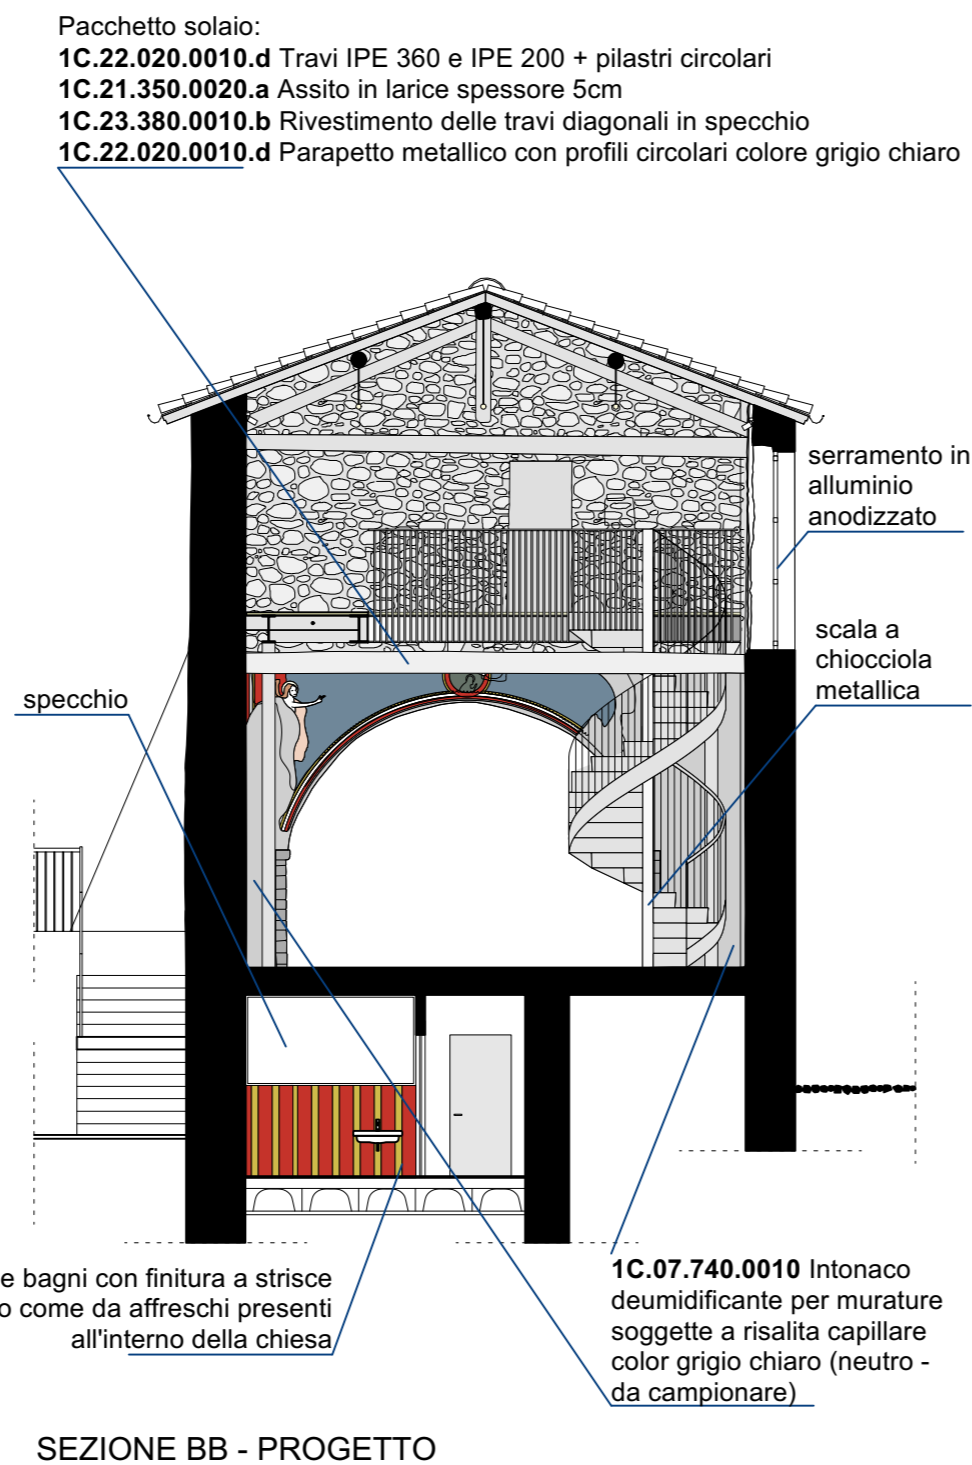 Pacchetto solaio:
1C.22.020.0010.d Travi IPE 360 e IPE 200 + pilastri circolari
1C.21.350.0020.a Assito in larice spessore 5cm
1C.23.380.0010.b Rivestimento delle travi diagonali in specchio
1C.22.020.0010.d Parapetto metallico con profili circolari colore grigio chiaro
serramento in
alluminio
anodizzato
scala a
chiocciola
metallica
specchio
e bagni con finitura a strisce
o come da affreschi presenti
all'interno della chiesa
1C.07.740.0010 Intonaco
deumidificante per murature
soggette a risalita capillare
color grigio chiaro (neutro -
da campionare)
SEZIONE BB - PROGETTO